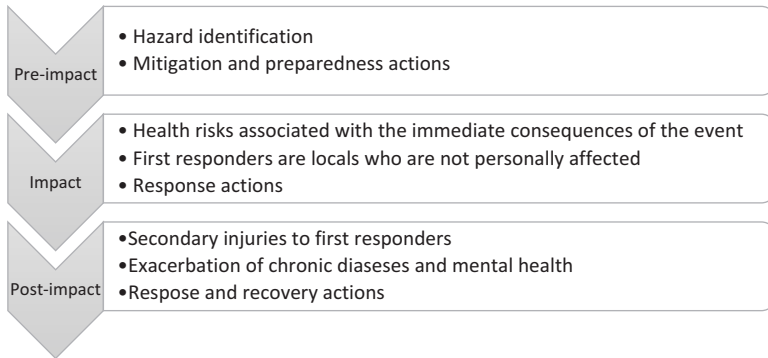 Pre-impact
• Hazard identification
• Mitigation and preparedness actions
Impact
• Health risks associated with the immediate consequences of the event
• First responders are locals who are not personally affected
• Response actions
Post-impact
•Secondary injuries to first responders
•Exacerbation of chronic diaseses and mental health
•Respose and recovery actions